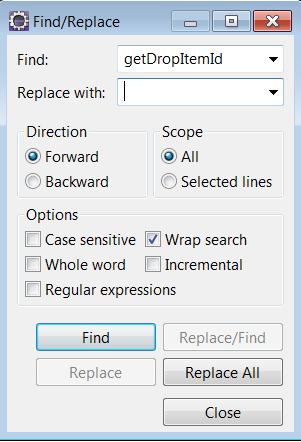 Find/Replace
Find: getDropItemId
Replace with:
Direction Scope
Forward All
Backward Selected lines
Options
Case sensitive Wrap search
Whole word Incremental
Regular expressions
Find Replace/Find
Replace Replace All
Close